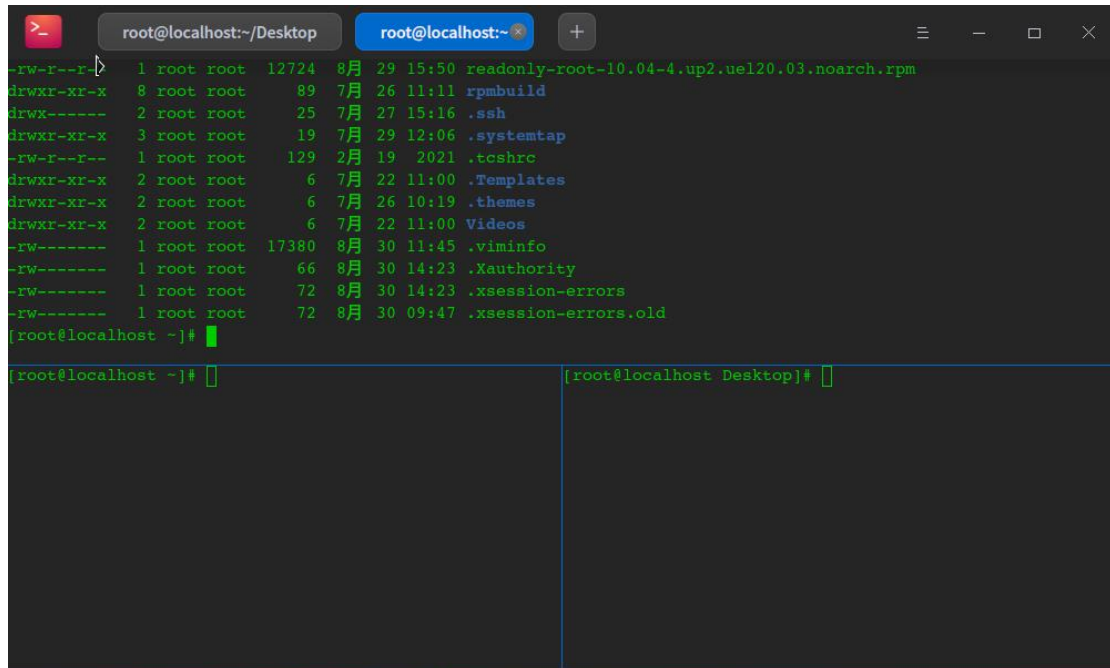 root@localhost:~/Desktop
root@localhost:~
-rw-r--r-- 1 root root 12724 8月 29 15:50 readonly-root-10.04-4.up2.uel20.03.noarch.rpm
drwxr-xr-x 8 root root 89 7月 26 11:11 rpmbuild
drwx------ 2 root root 25 7月 27 15:16 .ssh
drwxr-xr-x 3 root root 19 7月 29 12:06 .systemtap
-rw-r--r-- 1 root root 129 2月 19 2021 .tcshrc
drwxr-xr-x 2 root root 6 7月 22 11:00 .Templates
drwxr-xr-x 2 root root 6 7月 26 10:19 .themes
drwxr-xr-x 2 root root 6 7月 22 11:00 Videos
-rw------- 1 root root 17380 8月 30 11:45 .viminfo
-rw------- 1 root root 66 8月 30 14:23 .Xauthority
-rw------- 1 root root 72 8月 30 14:23 .xsession-errors
-rw------- 1 root root 72 8月 30 09:47 .xsession-errors.old
[root@localhost ~]#
[root@localhost ~]#
[root@localhost Desktop]#